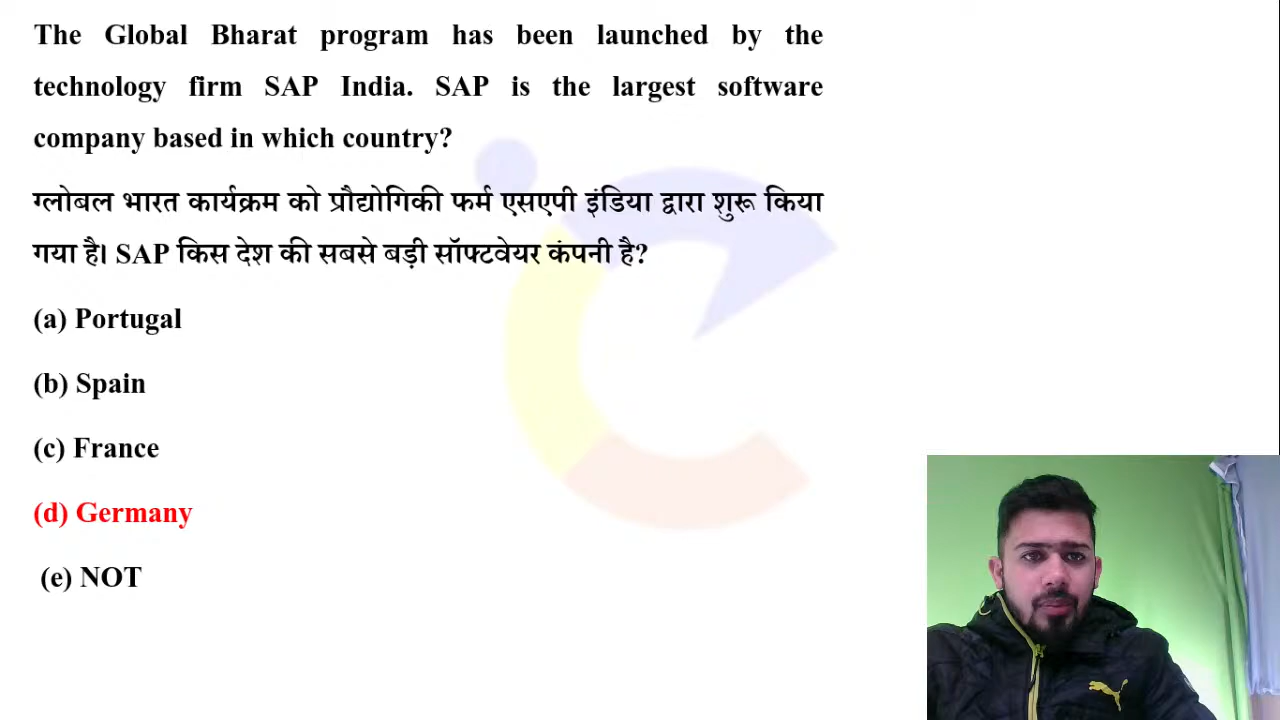 The Global Bharat program has been launched by the
technology firm SAP India. SAP is the largest software
company based in which country?
ग्लोबल भारत कार्यक्रम को प्रौद्योगिकी फर्म एसएपी इंडिया द्वारा शुरू किया
गया है। SAP किस देश की सबसे बड़ी सॉफ्टवेयर कंपनी है?
(a) Portugal
(b) Spain
(c) France
(d) Germany
(e) NOT